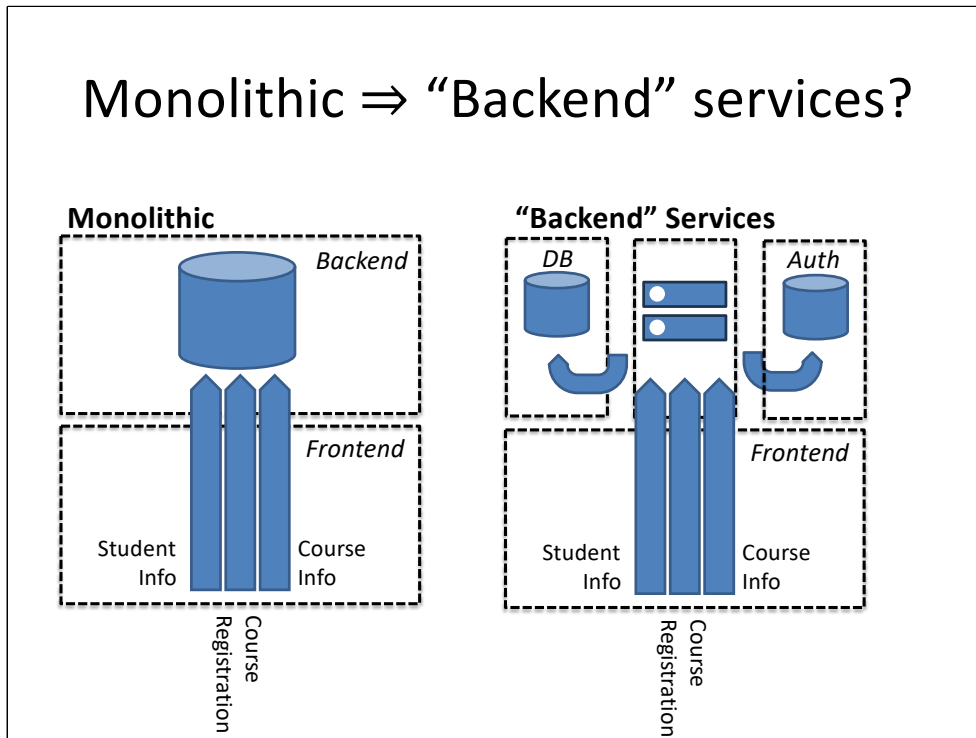 Monolithic ⇒ “Backend” services?
Monolithic
Backend
Frontend
Student
Info
Course
Info
Course
Registration
“Backend” Services
DB
Auth
Frontend
Student
Info
Course
Info
Course
Registration